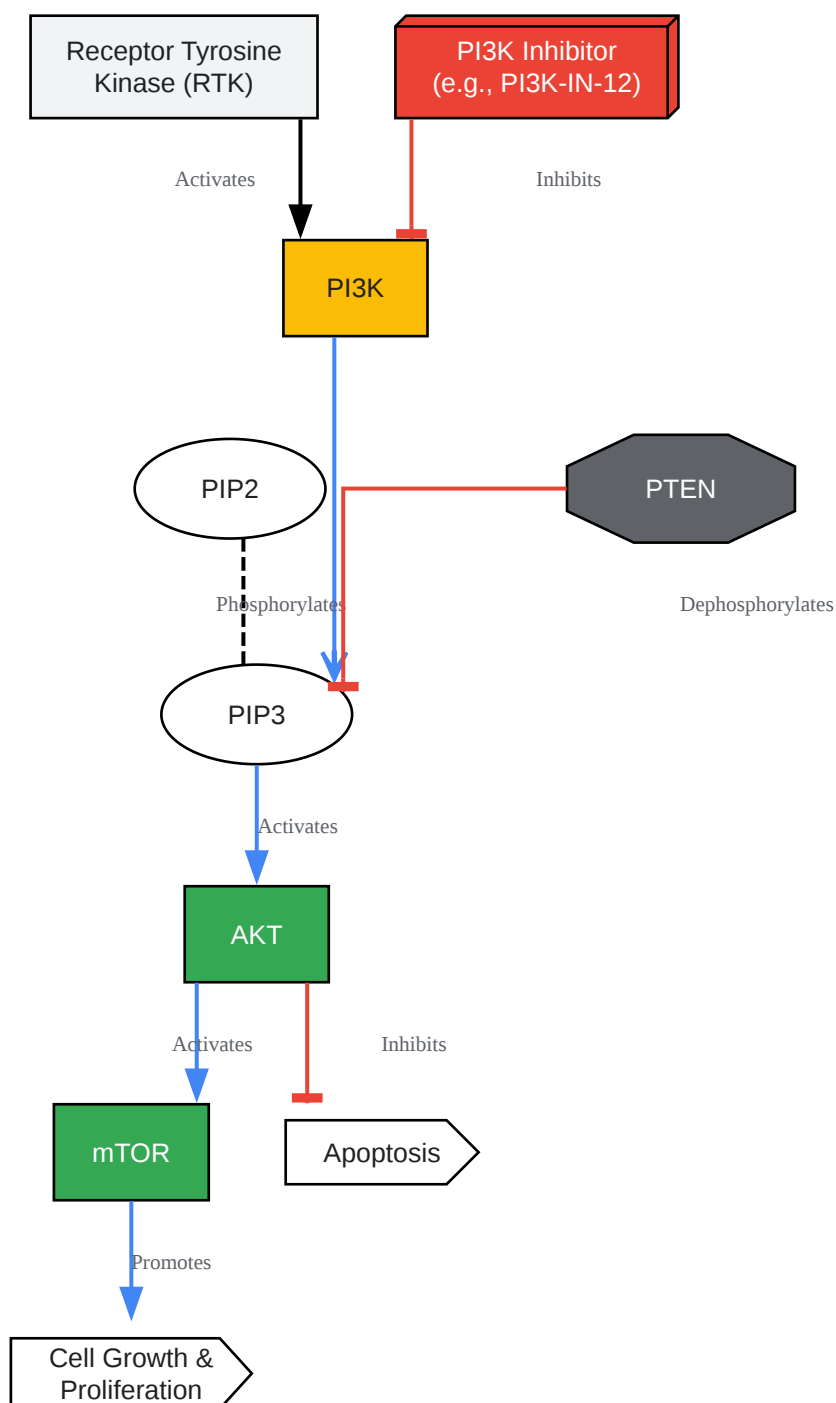 Receptor Tyrosine
Kinase (RTK)
PI3K Inhibitor
(e.g., PI3K-IN-12)
Activates
Inhibits
PI3K
PIP2
PTEN
Phosphorylates
Dephosphorylates
PIP3
Activates
AKT
Activates
Inhibits
mTOR
Apoptosis
Promotes
Cell Growth &
Proliferation